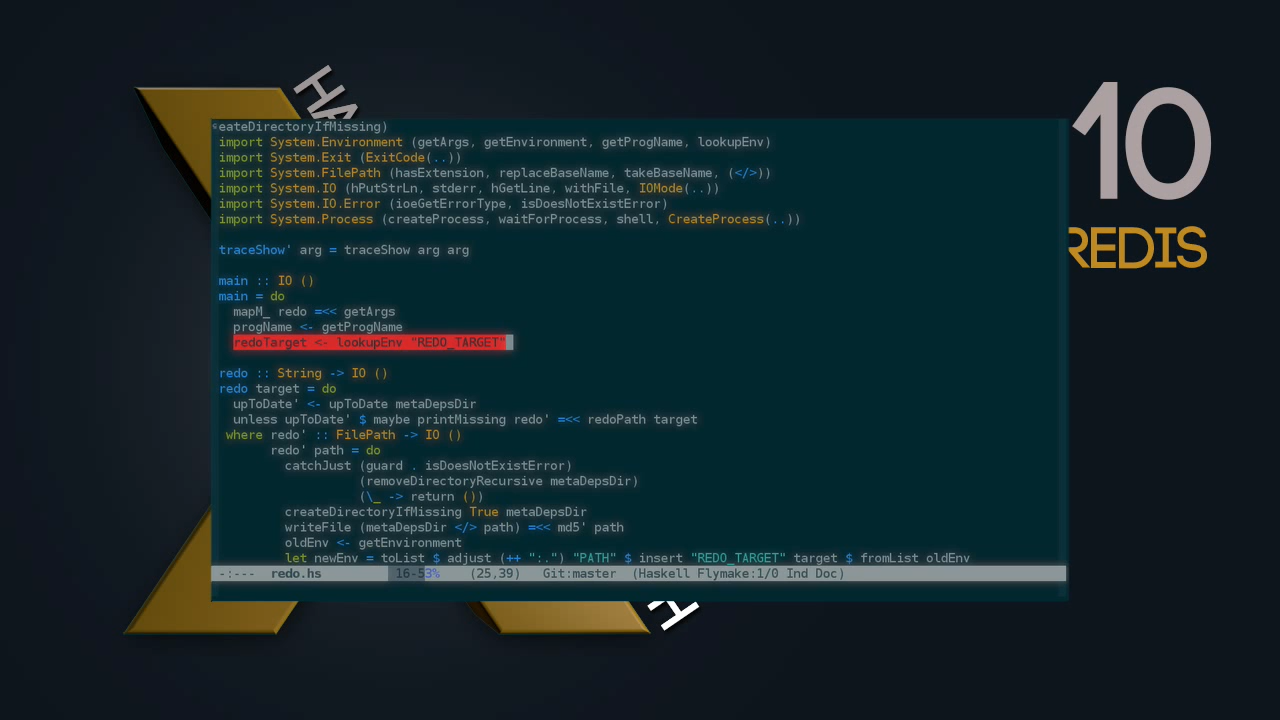 HA
10
REDIS
eateDirectoryIfMissing)
import System.Environment (getArgs, getEnvironment, getProgName, lookupEnv)
import System.Exit (ExitCode(..))
import System.FilePath (hasExtension, replaceBaseName, takeBaseName, (</>))
import System.IO (hPutStrLn, stderr, hGetLine, withFile, IOMode(..))
import System.IO.Error (ioeGetErrorType, isDoesNotExistError)
import System.Process (createProcess, waitForProcess, shell, CreateProcess(..))
traceShow' arg = traceShow arg arg
main :: IO ()
main = do
  mapM_ redo =<< getArgs
  progName <- getProgName
  redoTarget <- lookupEnv "REDO_TARGET"
redo :: String -> IO ()
redo target = do
  upToDate' <- upToDate metaDepsDir
  unless upToDate' $ maybe printMissing redo' =<< redoPath target
 where redo' :: FilePath -> IO ()
       redo' path = do
         catchJust (guard . isDoesNotExistError)
                   (removeDirectoryRecursive metaDepsDir)
                   (\_ -> return ())
         createDirectoryIfMissing True metaDepsDir
         writeFile (metaDepsDir </> path) =<< md5' path
         oldEnv <- getEnvironment
         let newEnv = toList $ adjust (++ ":.") "PATH" $ insert "REDO_TARGET" target $ fromList oldEnv
-:---  redo.hs          16-53%    (25,39)   Git:master  (Haskell Flymake:1/0 Ind Doc)
H